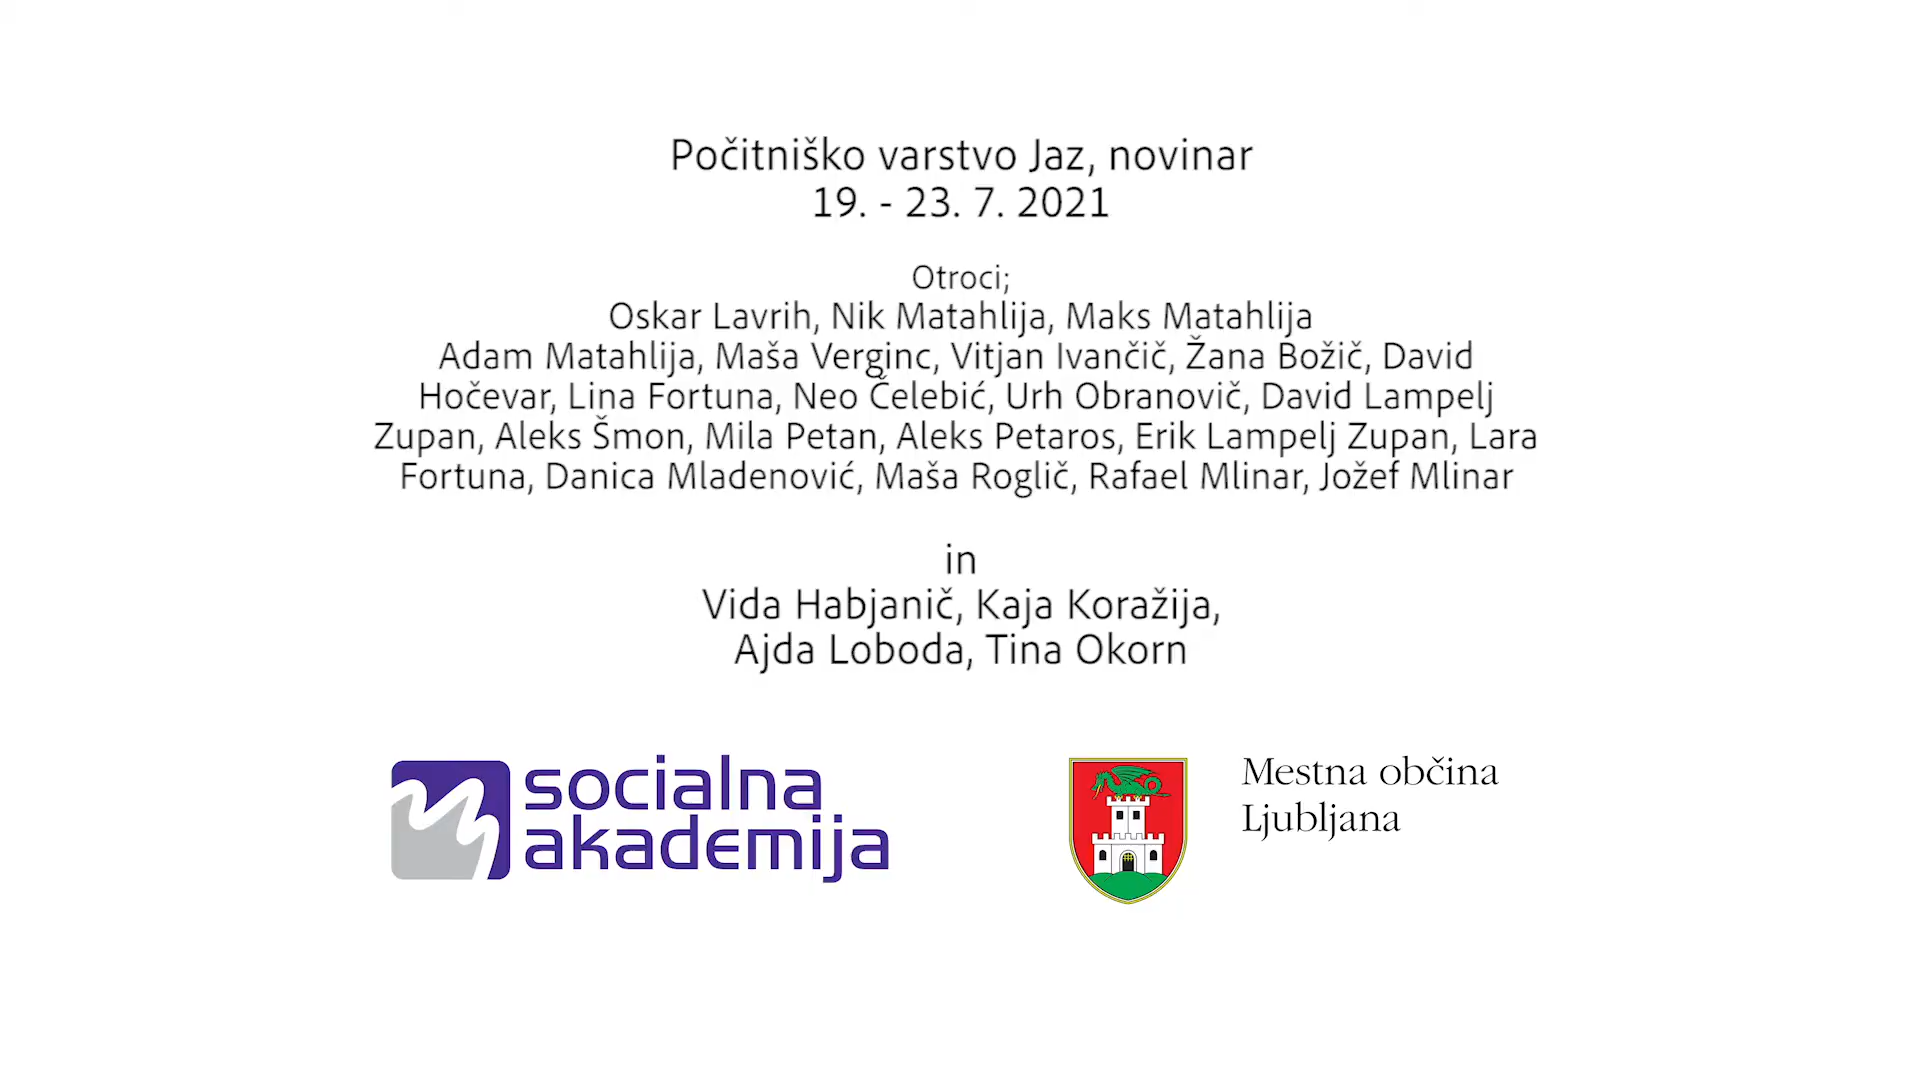 Počitniško varstvo Jaz, novinar
19. - 23. 7. 2021
Otroci;
Oskar Lavrih, Nik Matahlija, Maks Matahlija
Adam Matahlija, Maša Verginc, Vitjan Ivančič, Žana Božič, David
Hočevar, Lina Fortuna, Neo Čelebić, Urh Obranovič, David Lampelj
Zupan, Aleks Šmon, Mila Petan, Aleks Petaros, Erik Lampelj Zupan, Lara
Fortuna, Danica Mladenović, Maša Roglič, Rafael Mlinar, Jožef Mlinar
in
Vida Habjanič, Kaja Koražija,
Ajda Loboda, Tina Okorn
socialna
akademija
Mestna občina
Ljubljana